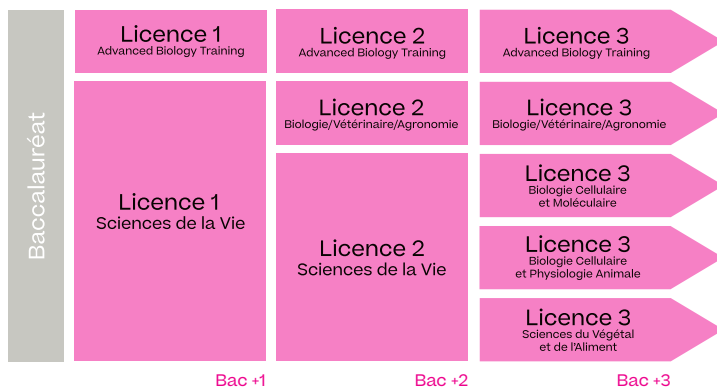 Baccalauréat
Licence 1
Advanced Biology Training
Licence 2
Advanced Biology Training
Licence 3
Advanced Biology Training
Licence 1
Sciences de la Vie
Licence 2
Biologie/Vétérinaire/Agronomie
Licence 3
Biologie/Vétérinaire/Agronomie
Licence 2
Sciences de la Vie
Licence 3
Biologie Cellulaire
et Moléculaire
Licence 3
Biologie Cellulaire
et Physiologie Animale
Licence 3
Sciences du Végétal
et de l'Aliment
Bac +1
Bac +2
Bac +3